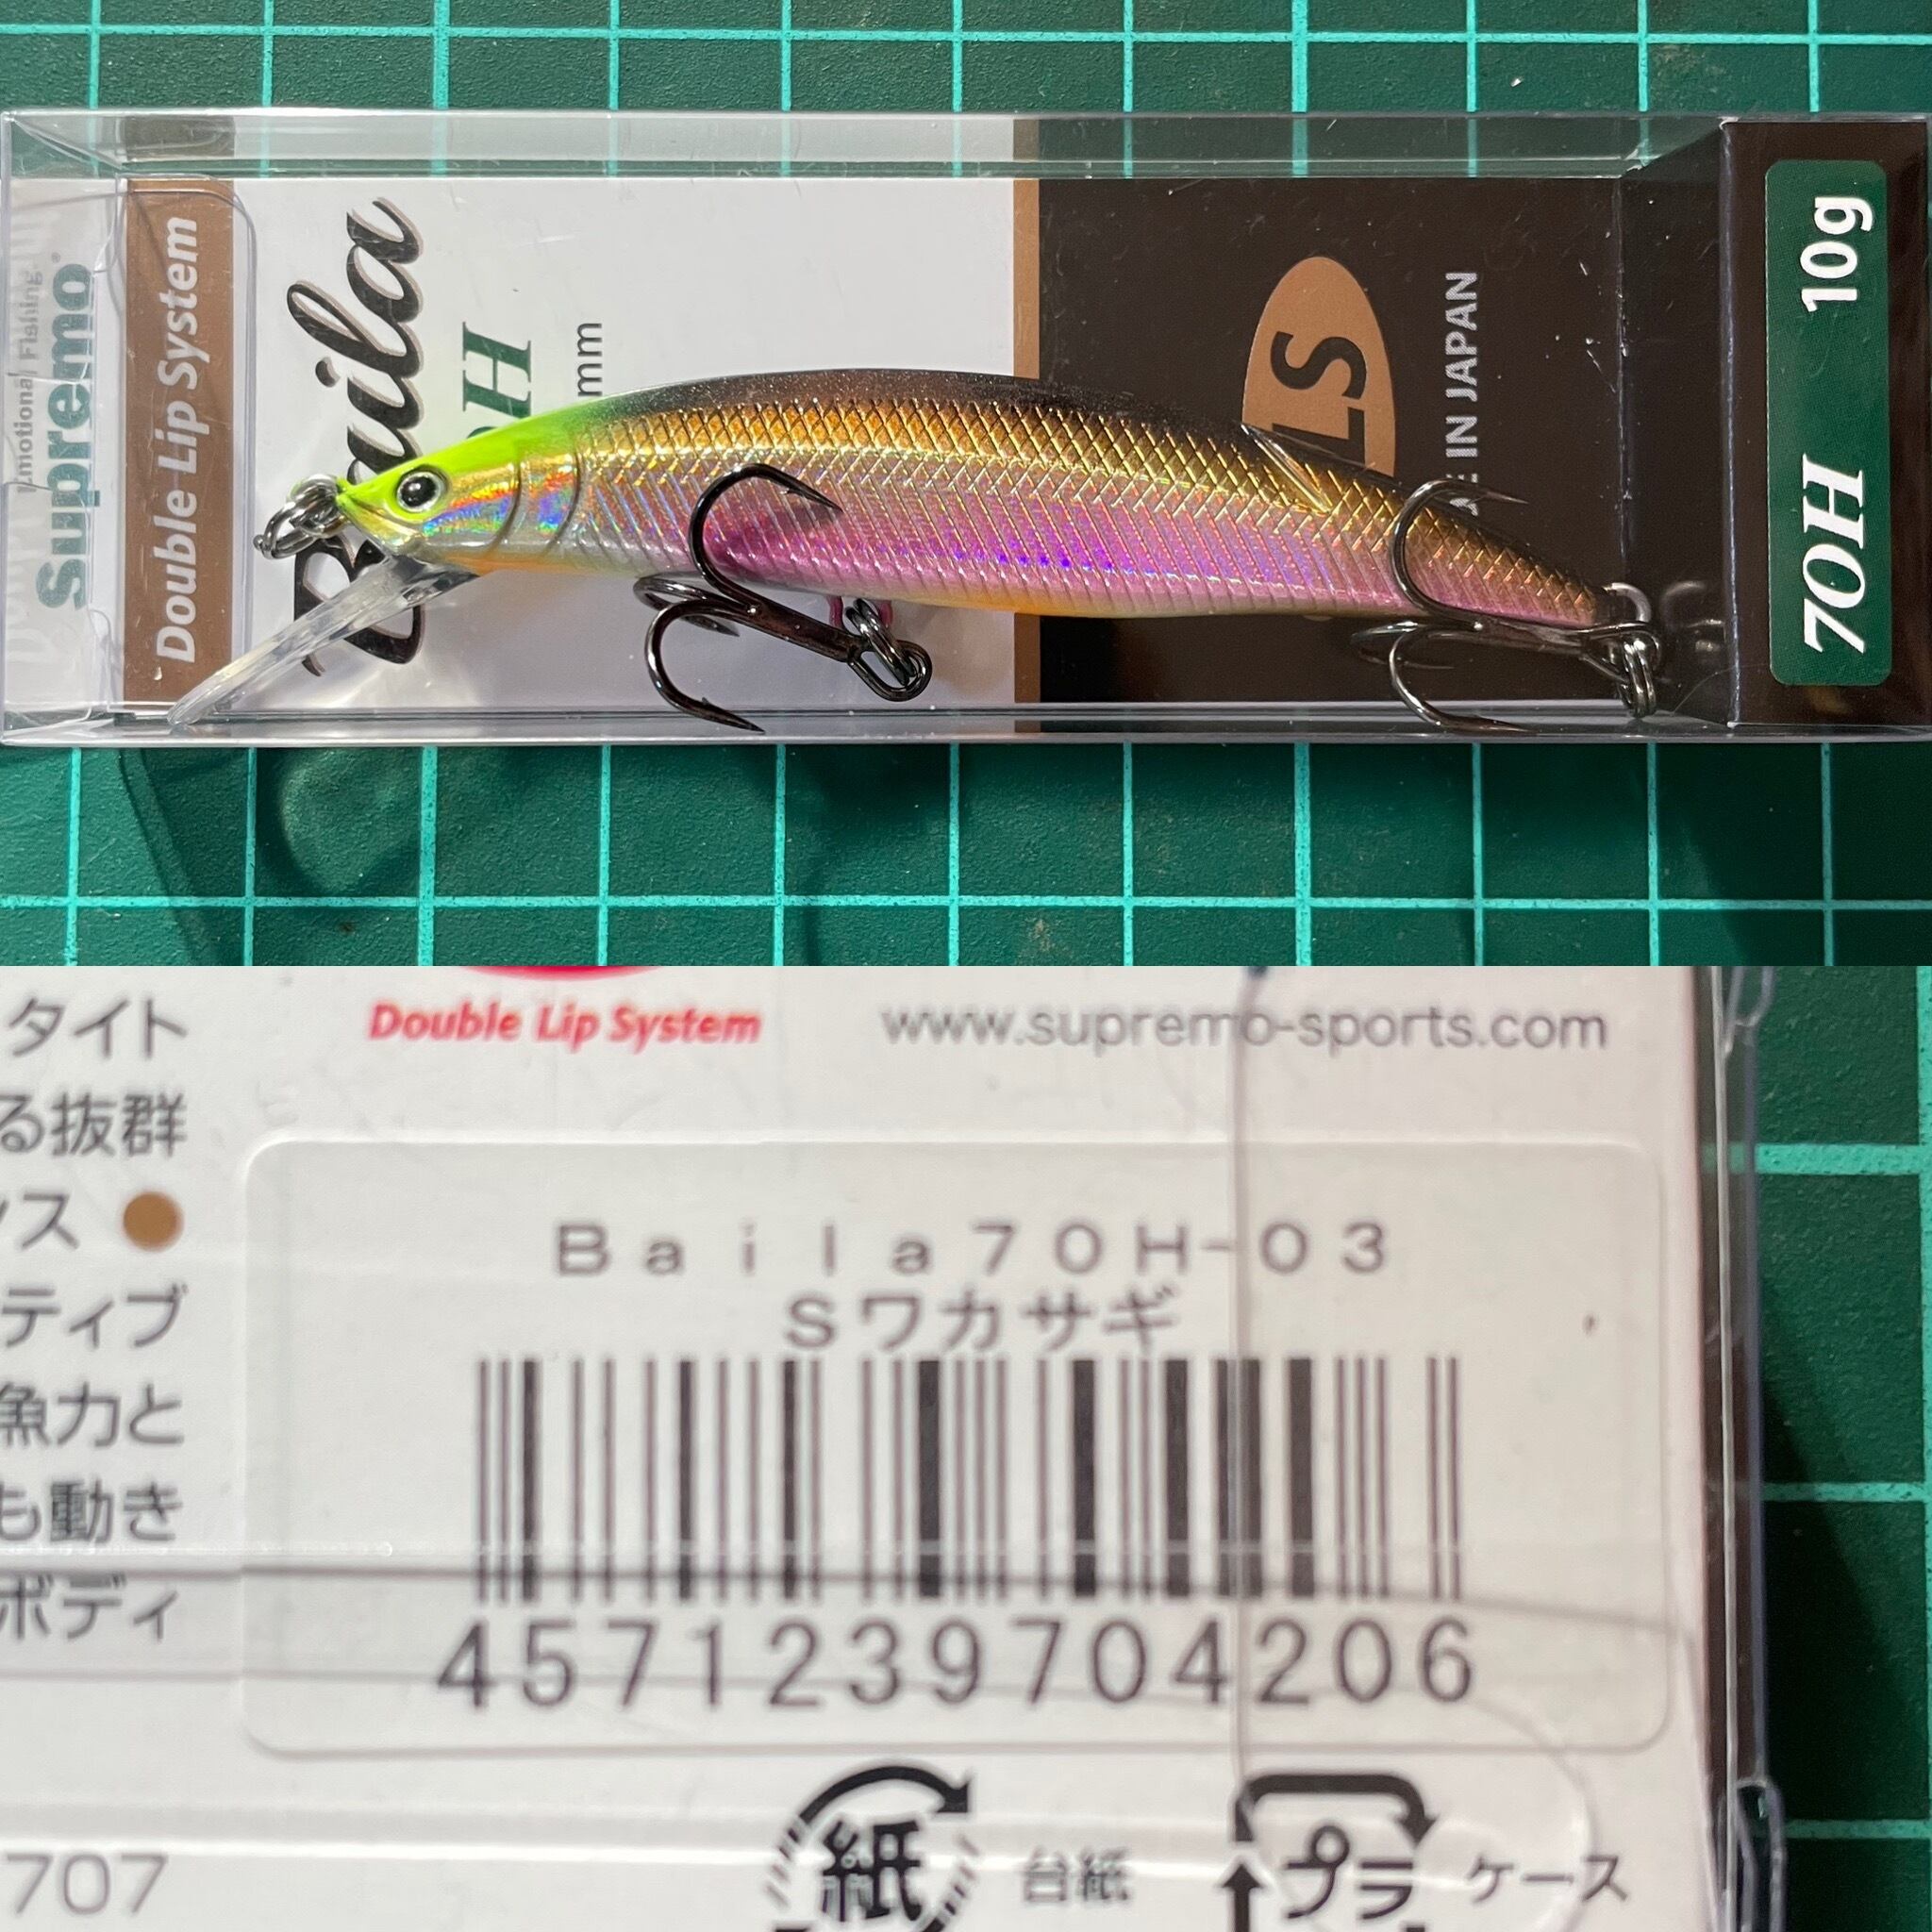 Emotional Fishing
Supremo
Double Lip System
Baila
mm
LS
IN JAPAN
70H 10g
タイト
る抜群
ス
ティブ
魚力と
も動き
ボディ
707
Double Lip System
www.supremo-sports.com
Baila70H-03
Sワカサギ
4571239704206
紙
台紙
プラ
ケース